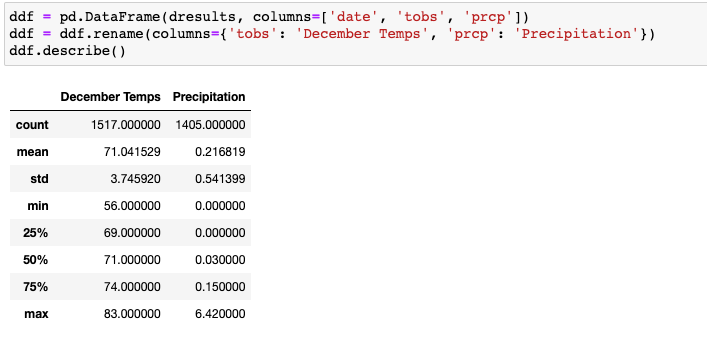 ddf = pd.DataFrame(dresults, columns=['date', 'tobs', 'prcp'])
ddf = ddf.rename(columns={'tobs': 'December Temps', 'prcp': 'Precipitation'})
ddf.describe()
December Temps Precipitation
count 1517.000000 1405.000000
mean 71.041529 0.216819
std 3.745920 0.541399
min 56.000000 0.000000
25% 69.000000 0.000000
50% 71.000000 0.030000
75% 74.000000 0.150000
max 83.000000 6.420000